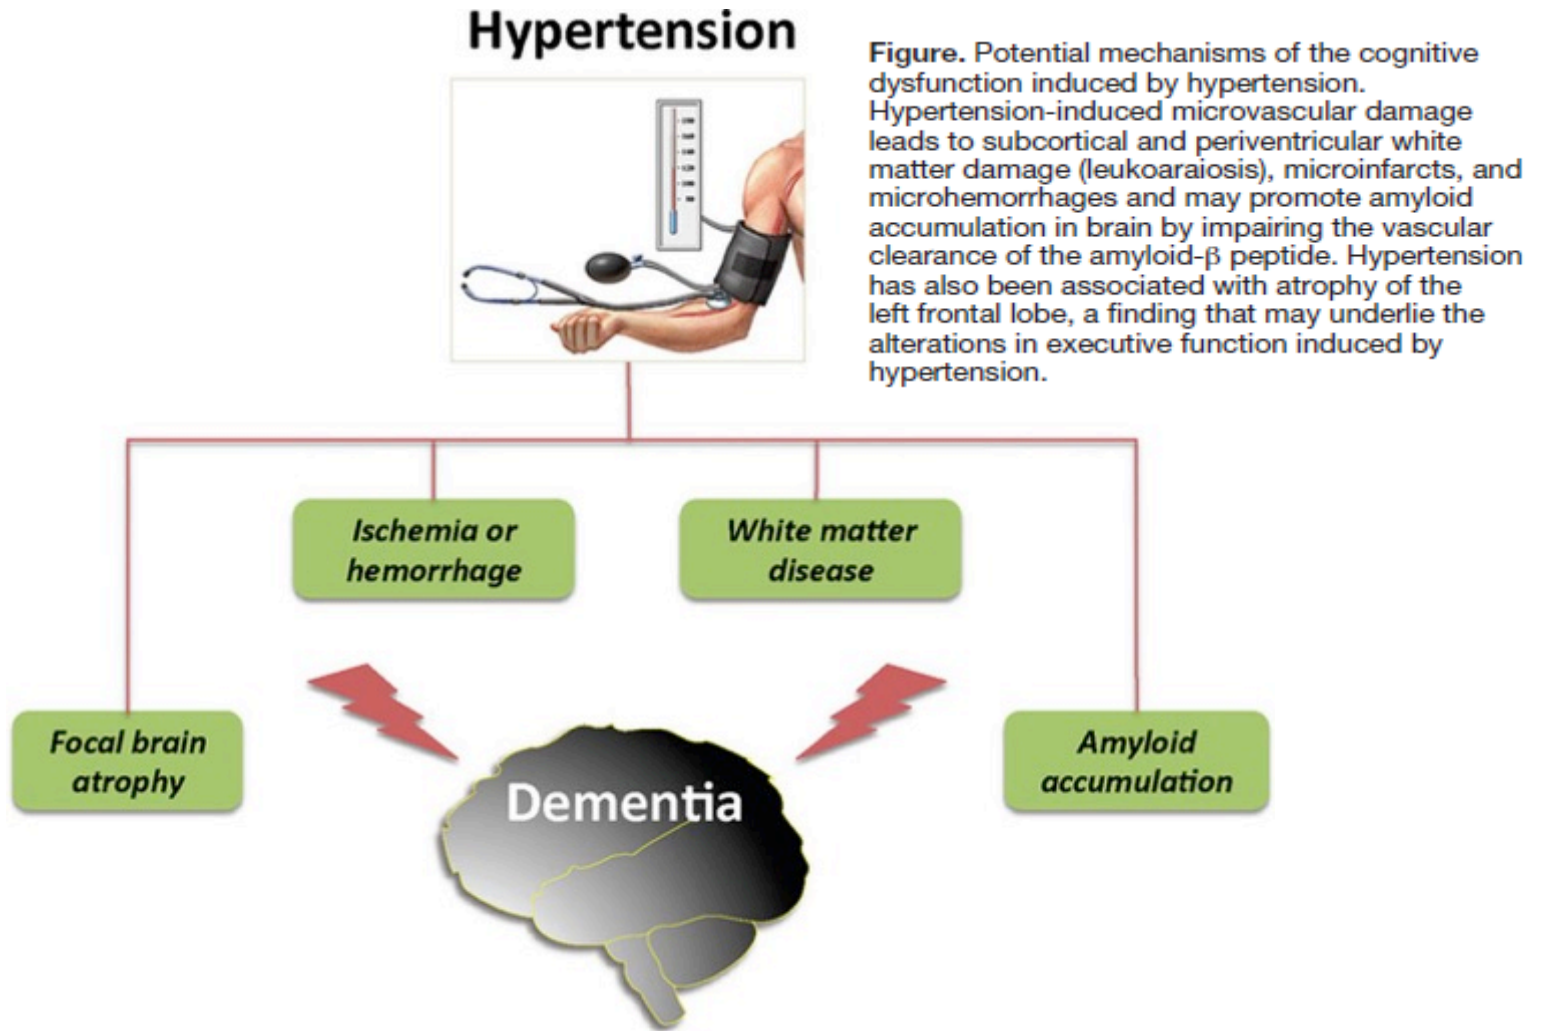 Hypertension
Figure. Potential mechanisms of the cognitive
dysfunction induced by hypertension.
Hypertension-induced microvascular damage
leads to subcortical and periventricular white
matter damage (leukoaraiosis), microinfarcts, and
microhemorrhages and may promote amyloid
accumulation in brain by impairing the vascular
clearance of the amyloid-β peptide. Hypertension
has also been associated with atrophy of the
left frontal lobe, a finding that may underlie the
alterations in executive function induced by
hypertension.
Ischemia or
hemorrhage
White matter
disease
Focal brain
atrophy
Dementia
Amyloid
accumulation